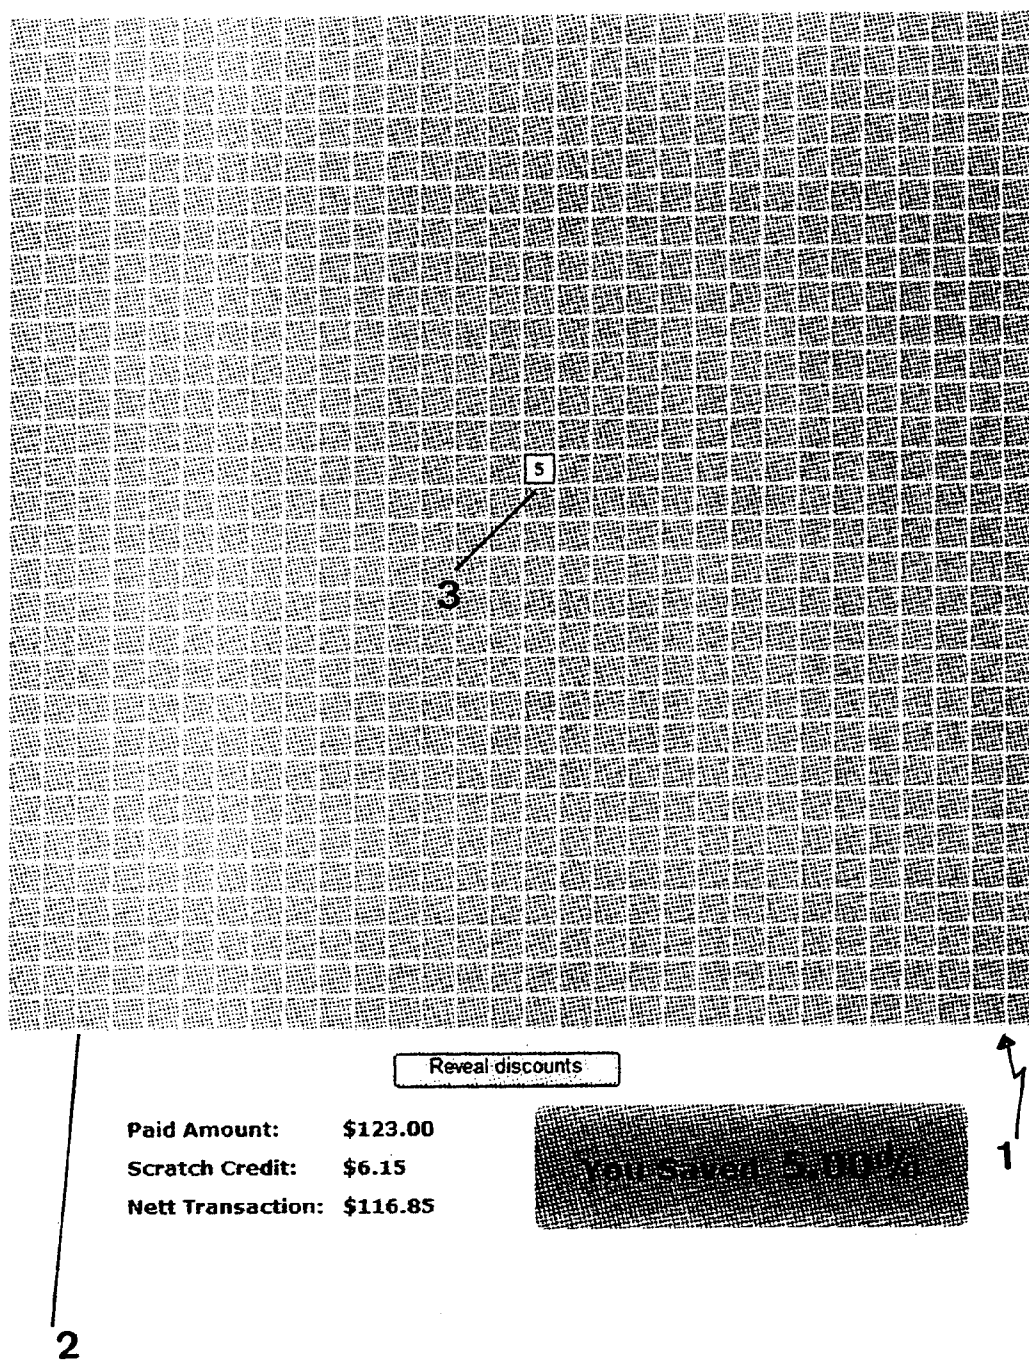 5
3
Reveal discounts
Paid Amount: $123.00
Scratch Credit: $6.15
Nett Transaction: $116.85
You Saved: 5.00%
1
2